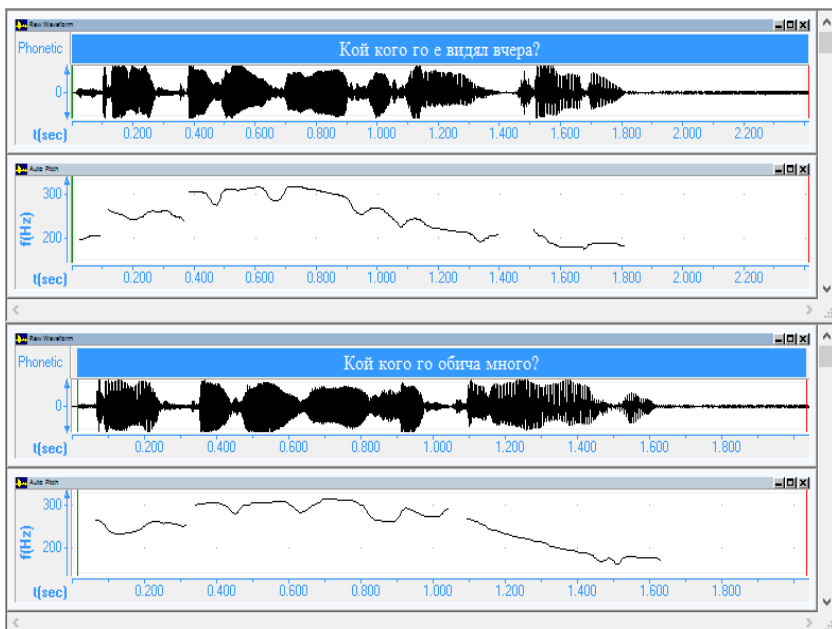 Raw Waveform
Phonetic
Кой кого го е видял вчера?
0
t(sec) 0.200 0.400 0.600 0.800 1.000 1.200 1.400 1.600 1.800 2.000 2.200
Auto Pitch
300
200
f(Hz)
t(sec) 0.200 0.400 0.600 0.800 1.000 1.200 1.400 1.600 1.800 2.000 2.200
Raw Waveform
Phonetic
Кой кого го обича много?
0
t(sec) 0.200 0.400 0.600 0.800 1.000 1.200 1.400 1.600 1.800
Auto Pitch
300
200
f(Hz)
t(sec) 0.200 0.400 0.600 0.800 1.000 1.200 1.400 1.600 1.800